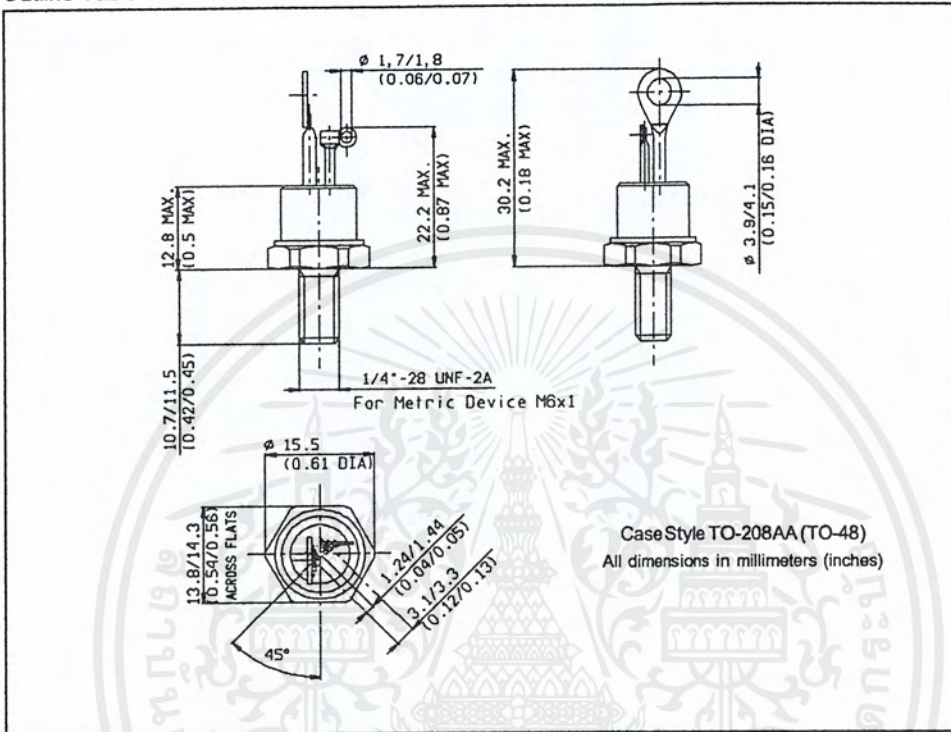 ø 1,7/1,8
(0.06/0.07)
12.8 MAX.
(0.5 MAX)
22.2 MAX.
(0.87 MAX)
30.2 MAX.
(0.18 MAX)
ø 3.9/4.1
(0.15/0.16 DIA)
10.7/11.5
(0.42/0.45)
1/4"-28 UNF-2A
For Metric Device M6x1
ø 15.5
(0.61 DIA)
13.8/14.3
(0.54/0.56)
ACROSS FLATS
1.24/1.44
(0.04/0.05)
3.1/3.3
(0.12/0.13)
45°
Case Style TO-208AA (TO-48)
All dimensions in millimeters (inches)